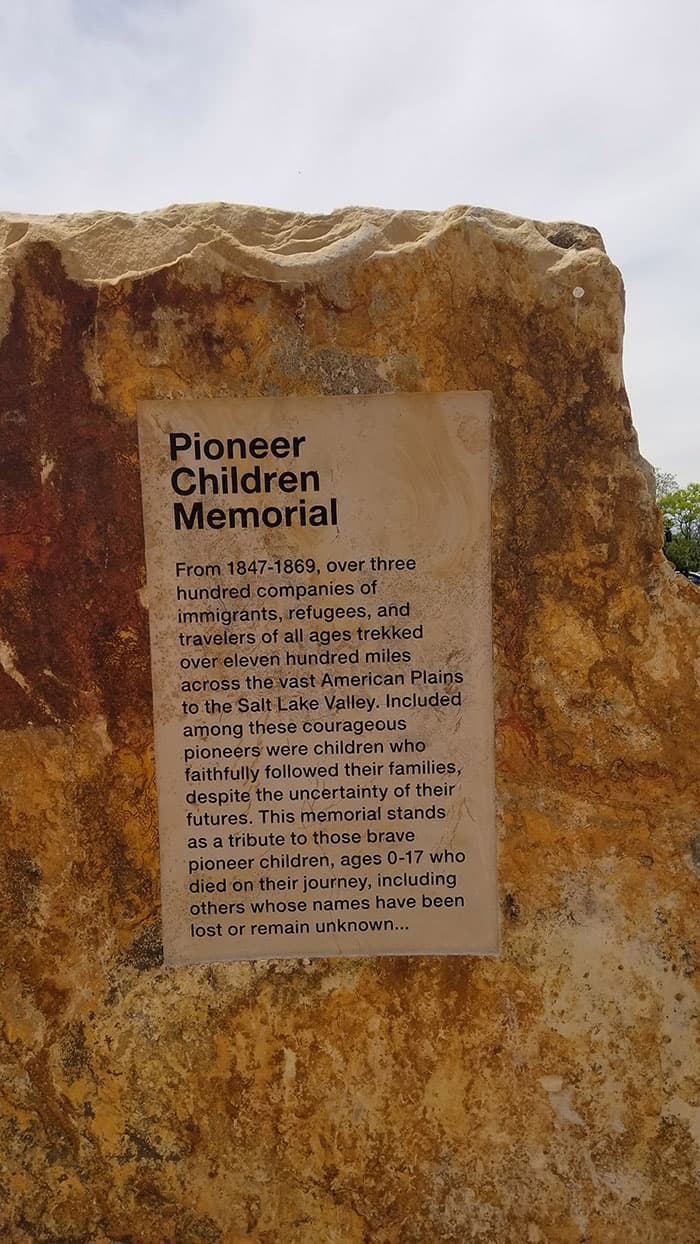 Pioneer
Children
Memorial
From 1847-1869, over three
hundred companies of
immigrants, refugees, and
travelers of all ages trekked
over eleven hundred miles
across the vast American Plains
to the Salt Lake Valley. Included
among these courageous
pioneers were children who
faithfully followed their families,
despite the uncertainty of their
futures. This memorial stands
as a tribute to those brave
pioneer children, ages 0-17 who
died on their journey, including
others whose names have been
lost or remain unknown...